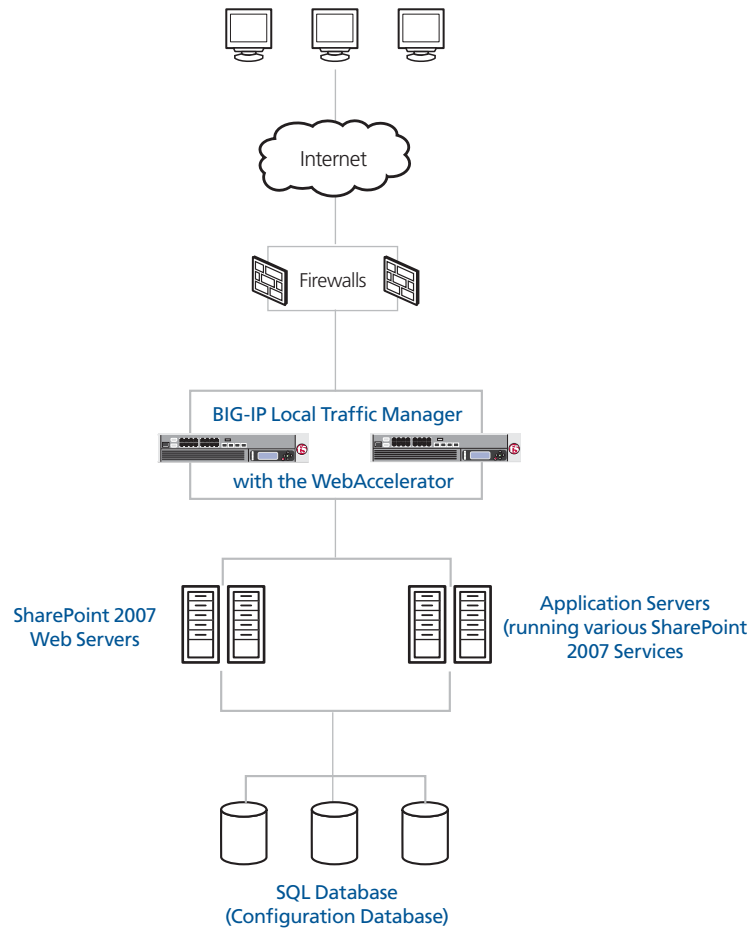 Internet
Firewalls
BIG-IP Local Traffic Manager
with the WebAccelerator
SharePoint 2007
Web Servers
Application Servers
(running various SharePoint
2007 Services
SQL Database
(Configuration Database)